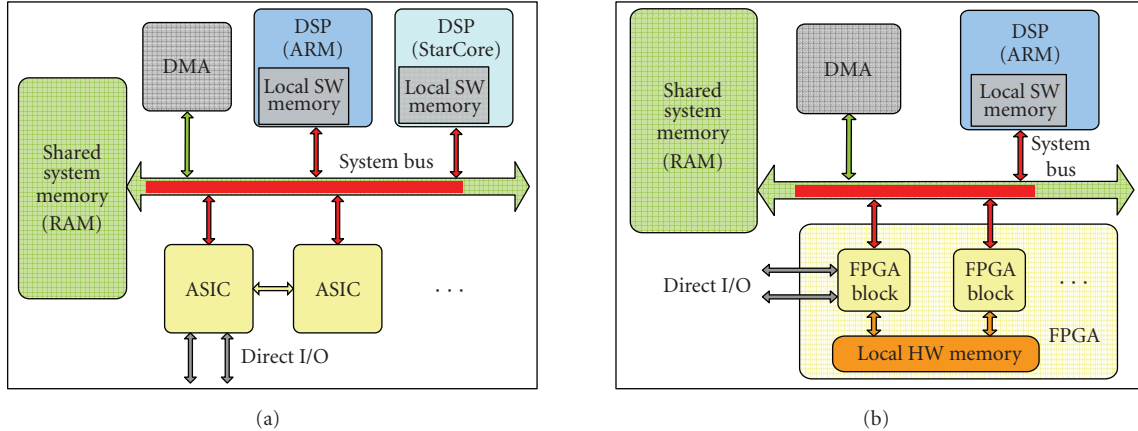 DMA
DSP
(ARM)
Local SW
memory
DSP
(StarCore)
Local SW
memory
Shared
system
memory
(RAM)
System bus
ASIC
ASIC
. . .
Direct I/O
(a)
Shared
system
memory
(RAM)
DMA
DSP
(ARM)
Local SW
memory
System
bus
Direct I/O
FPGA
block
FPGA
block
. . .
FPGA
Local HW memory
(b)